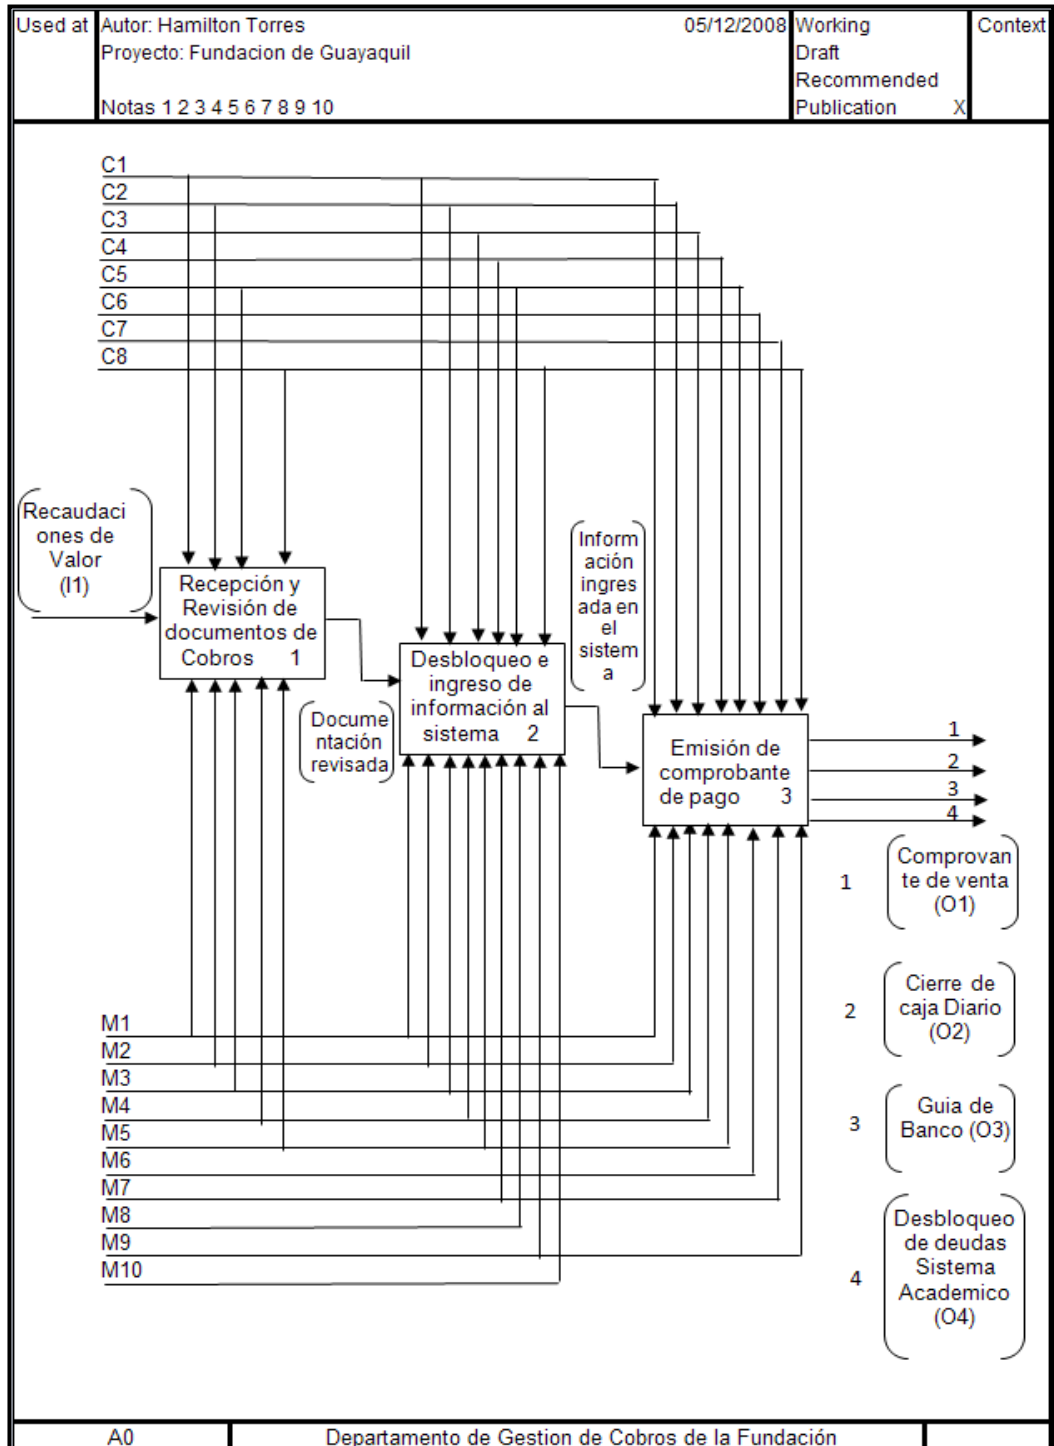 Used at
Autor: Hamilton Torres
05/12/2008
Working
Context
Proyecto: Fundacion de Guayaquil
Draft
Recommended
Notas 1 2 3 4 5 6 7 8 9 10
Publication X
C1
C2
C3
C4
C5
C6
C7
C8
Recaudaci
ones de
Valor
(I1)
Recepción y
Revisión de
documentos de
Cobros 1
Docume
ntación
revisada
Desbloqueo e
ingreso de
información al
sistema 2
Inform
ación
ingres
ada en
el
sistem
a
Emisión de
comprobante
de pago 3
1
2
3
4
1
Comprovan
te de venta
(O1)
2
Cierre de
caja Diario
(O2)
3
Guia de
Banco (O3)
4
Desbloqueo
de deudas
Sistema
Academico
(O4)
M1
M2
M3
M4
M5
M6
M7
M8
M9
M10
A0
Departamento de Gestion de Cobros de la Fundación